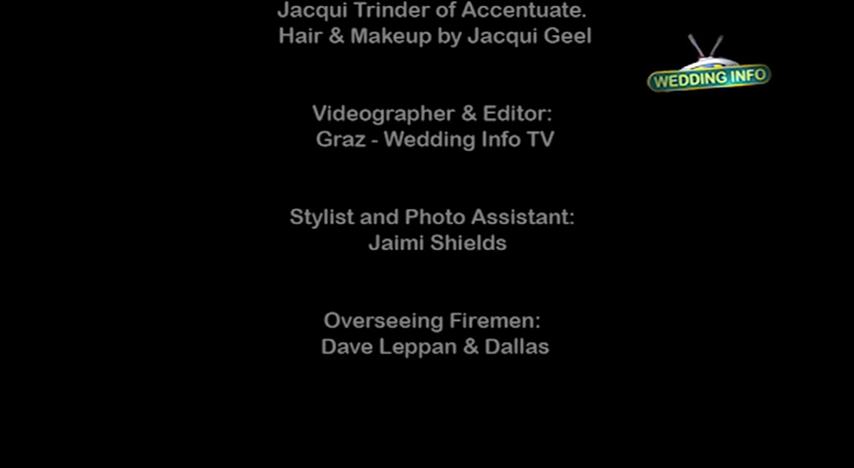 Jacqui Trinder of Accentuate.
Hair & Makeup by Jacqui Geel
WEDDING INFO
Videographer & Editor:
Graz - Wedding Info TV
Stylist and Photo Assistant:
Jaimi Shields
Overseeing Firemen:
Dave Leppan & Dallas